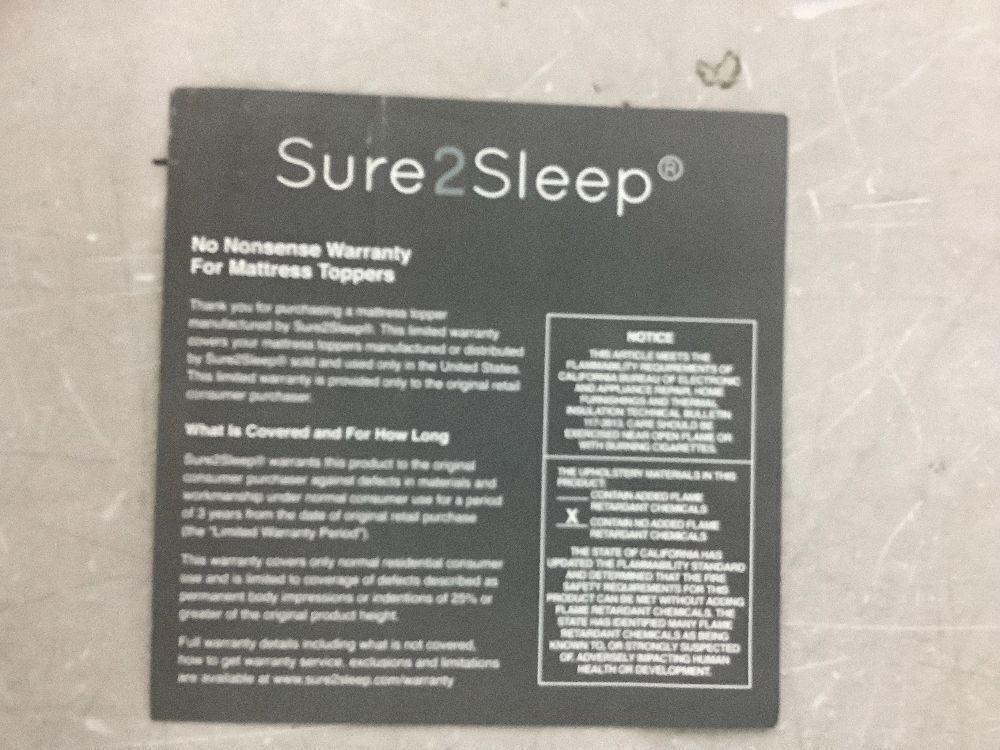 Sure2Sleep®
No Nonsense Warranty
For Mattress Toppers
Thank you for purchasing a mattress topper
manufactured by Sure2Sleep®. This limited warranty
covers your mattress toppers manufactured or distributed
by Sure2Sleep® sold and used only in the United States.
This limited warranty is provided only to the original retail
consumer purchaser.
What Is Covered and For How Long
Sure2Sleep® warrants this product to the original
consumer purchaser against defects in materials and
workmanship under normal consumer use for a period
of 3 years from the date of original retail purchase
(the "Limited Warranty Period").
This warranty covers only normal residential consumer
use and is limited to coverage of defects described as
permanent body impressions or indentions of 25% or
greater of the original product height.
Full warranty details including what is not covered,
how to get warranty service, exclusions and limitations
are available at www.sure2sleep.com/warranty
NOTICE
THIS ARTICLE MEETS THE
FLAMMABILITY REQUIREMENTS OF
CALIFORNIA BUREAU OF ELECTRONIC
AND APPLIANCE REPAIR, HOME
FURNISHINGS AND THERMAL
INSULATION TECHNICAL BULLETIN
117-2013. CARE SHOULD BE
EXERCISED NEAR OPEN FLAME OR
WITH BURNING CIGARETTES.
THE UPHOLSTERY MATERIALS IN THIS
PRODUCT:
CONTAIN ADDED FLAME
RETARDANT CHEMICALS
X CONTAIN NO ADDED FLAME
RETARDANT CHEMICALS
THE STATE OF CALIFORNIA HAS
UPDATED THE FLAMMABILITY STANDARD
AND DETERMINED THAT THE FIRE
SAFETY REQUIREMENTS FOR THIS
PRODUCT CAN BE MET WITHOUT ADDING
FLAME RETARDANT CHEMICALS. THE
STATE HAS IDENTIFIED MANY FLAME
RETARDANT CHEMICALS AS BEING
KNOWN TO, OR STRONGLY SUSPECTED
OF, ADVERSELY IMPACTING HUMAN
HEALTH OR DEVELOPMENT.